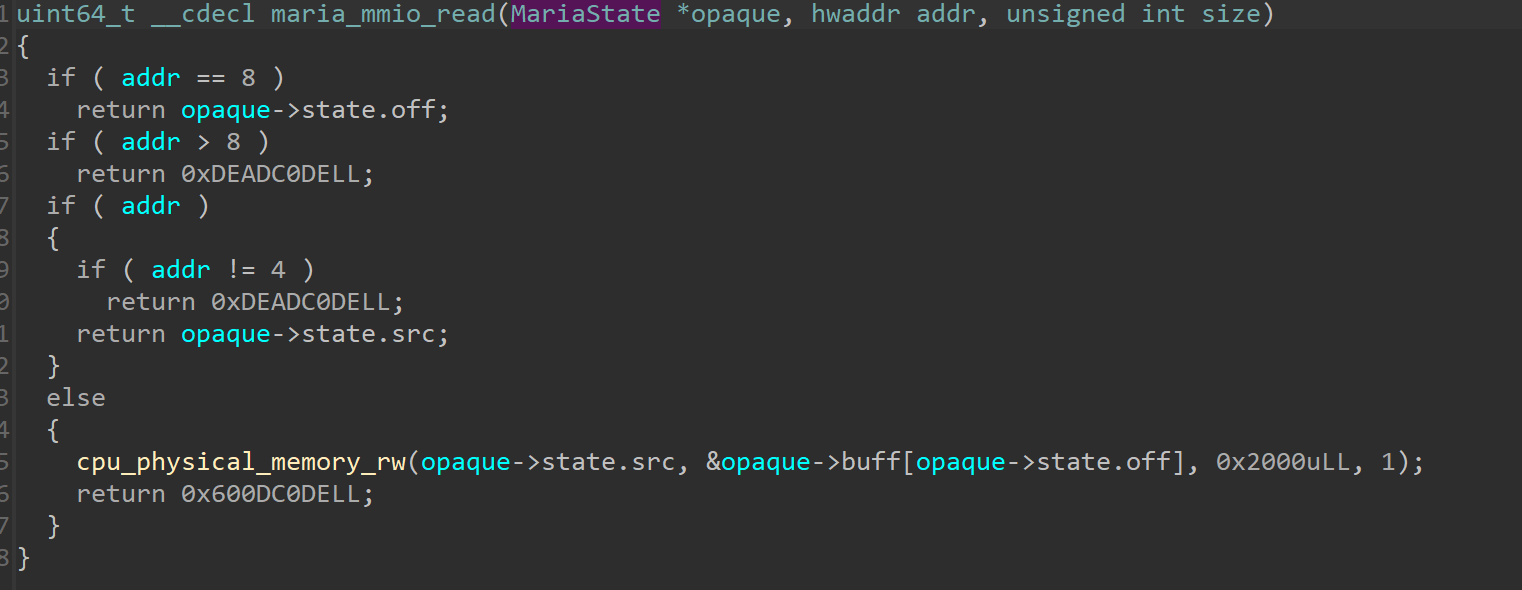 1 uint64_t __cdecl maria_mmio_read(MariaState *opaque, hwaddr addr, unsigned int size)
2 {
3   if ( addr == 8 )
4     return opaque->state.off;
5   if ( addr > 8 )
6     return 0xDEADC0DELL;
7   if ( addr )
8   {
9     if ( addr != 4 )
0       return 0xDEADC0DELL;
1     return opaque->state.src;
2   }
3   else
4   {
5     cpu_physical_memory_rw(opaque->state.src, &opaque->buff[opaque->state.off], 0x2000uLL, 1);
6     return 0x600DC0DELL;
7   }
8 }